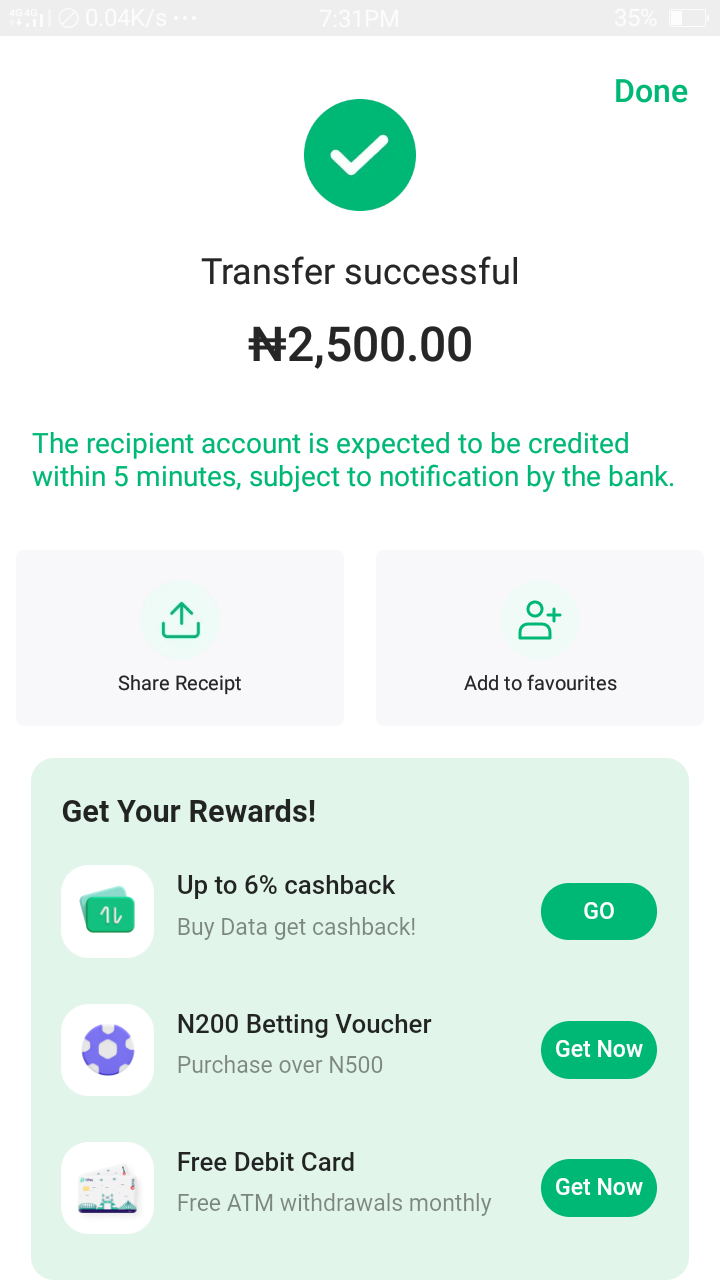 4G 4G 0.04K/s ... 7:31PM 35%
Done
Transfer successful
₦2,500.00
The recipient account is expected to be credited
within 5 minutes, subject to notification by the bank.
Share Receipt
Add to favourites
Get Your Rewards!
Up to 6% cashback
Buy Data get cashback!
GO
N200 Betting Voucher
Purchase over N500
Get Now
Free Debit Card
Free ATM withdrawals monthly
Get Now